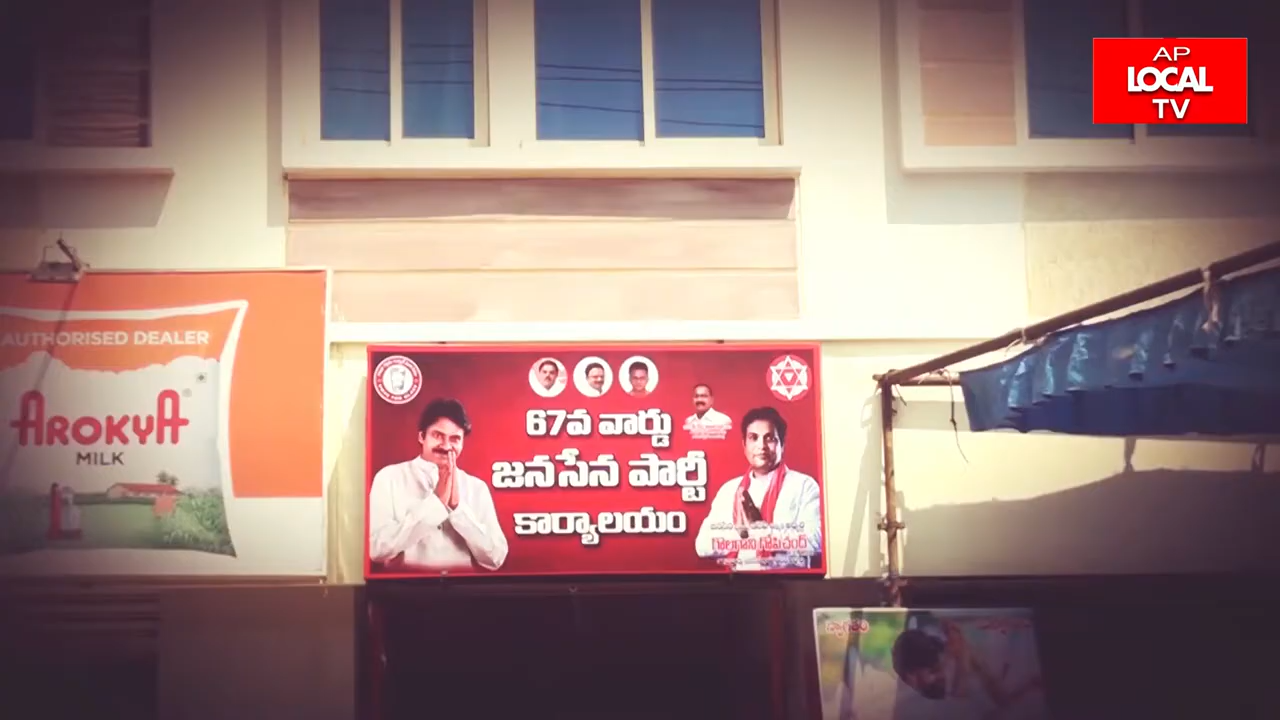 AP
LOCAL
TV
AUTHORISED DEALER
AROKYA
MILK
67వ వార్డు
జనసేన పార్టీ
కార్యాలయం